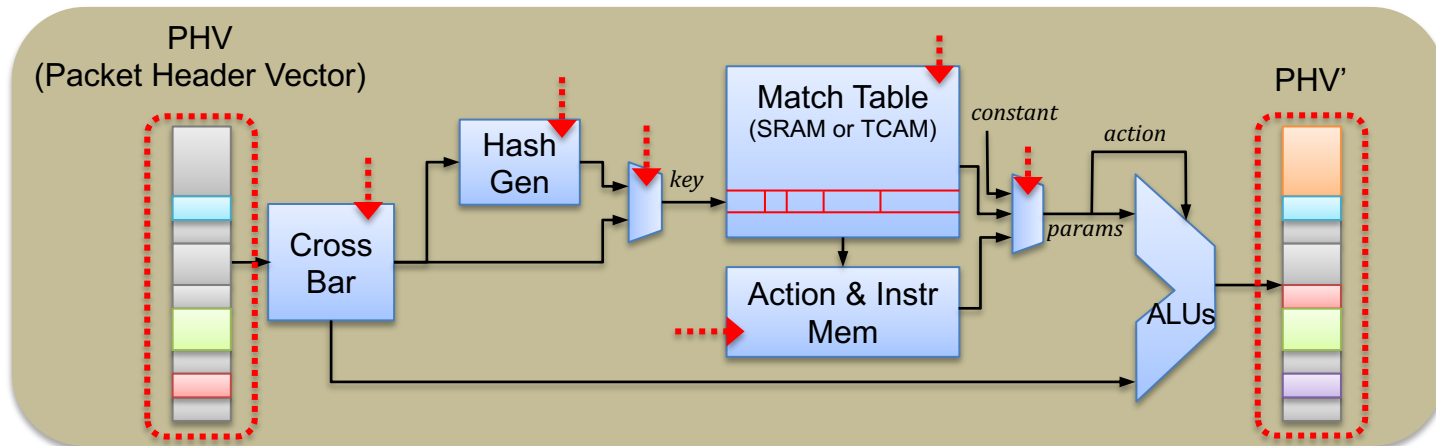 PHV
(Packet Header Vector)
Cross
Bar
Hash
Gen
key
Match Table
(SRAM or TCAM)
Action & Instr
Mem
constant
params
action
ALUs
PHV’